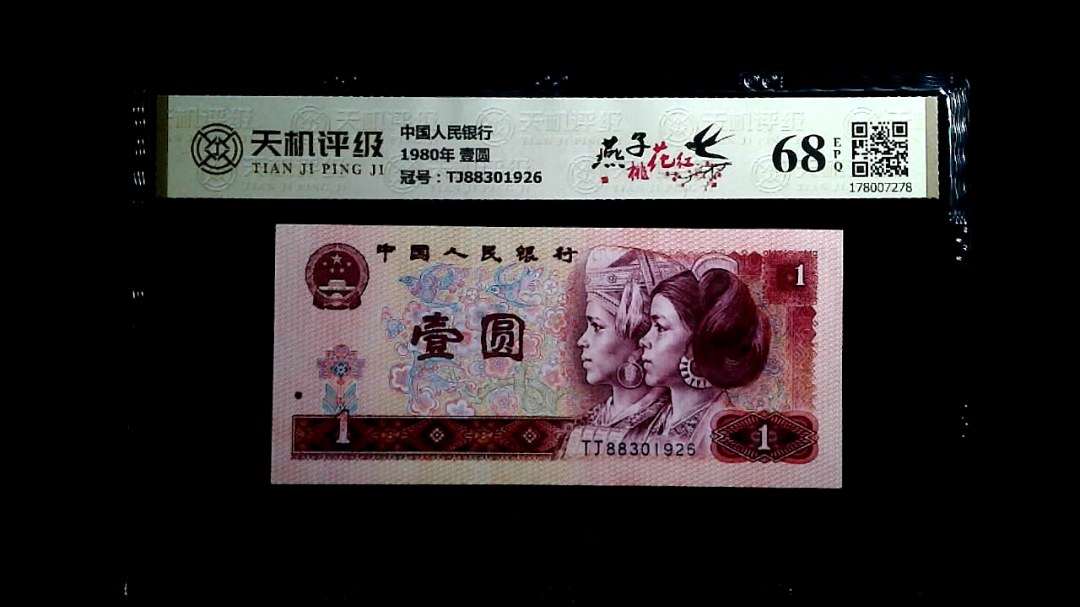 天机评级
TIAN JI PING JI
中国人民银行
1980年 壹圆
冠号：TJ88301926
燕子
桃花红
68
EPQ
178007278
中国人民银行
1
壹圆
1
TJ88301926
1